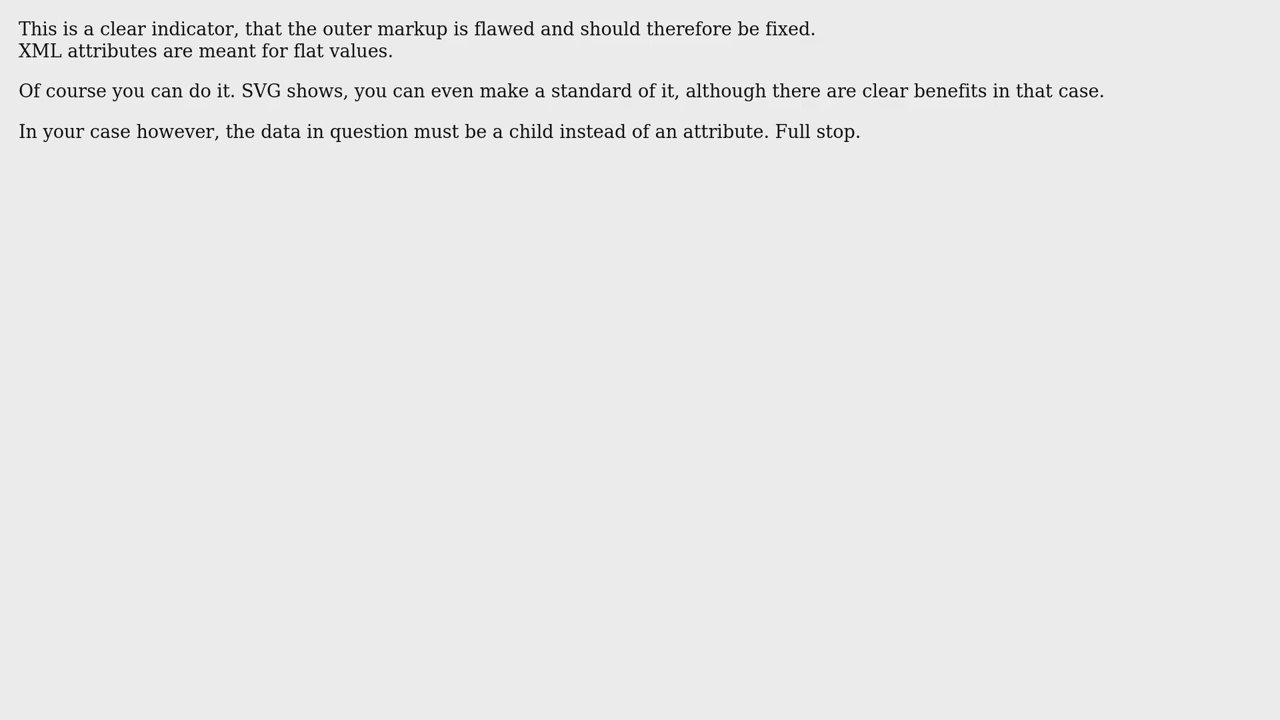 This is a clear indicator, that the outer markup is flawed and should therefore be fixed.
XML attributes are meant for flat values.
Of course you can do it. SVG shows, you can even make a standard of it, although there are clear benefits in that case.
In your case however, the data in question must be a child instead of an attribute. Full stop.